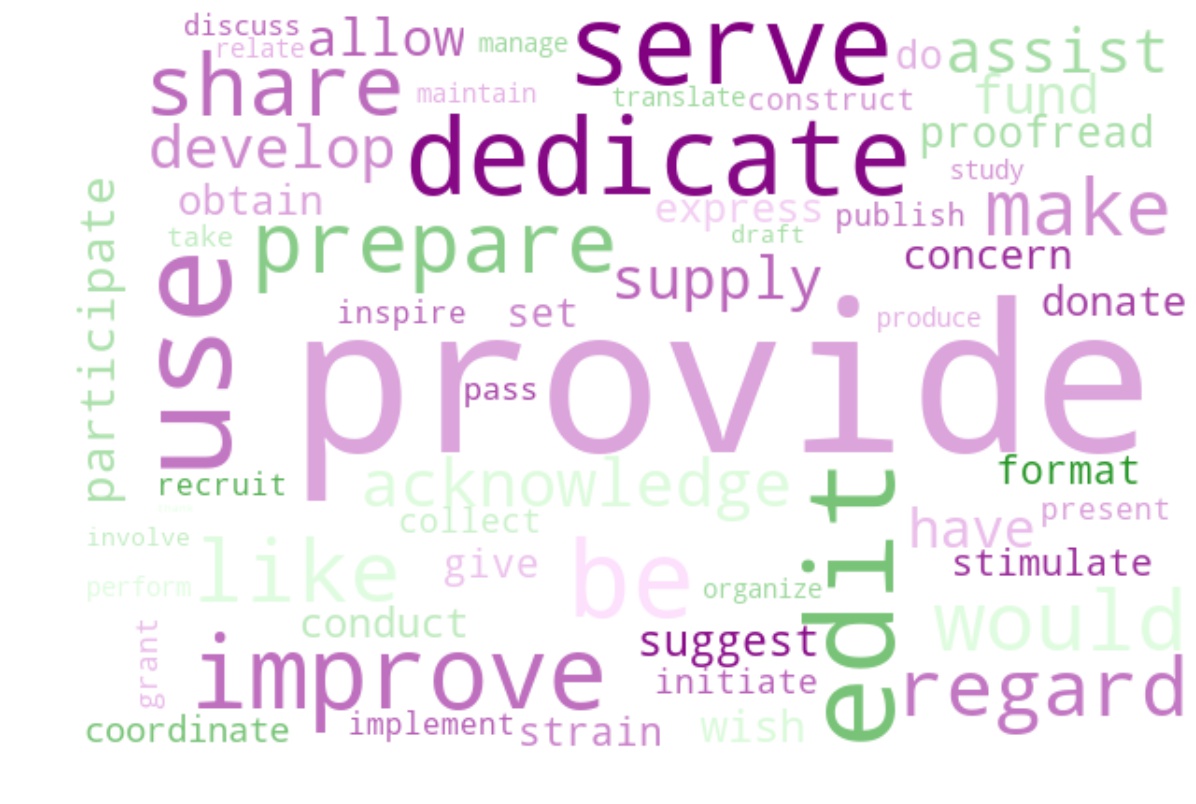 discuss
relate
allow
manage
serve
do
assist
share
maintain
translate
construct
fund
develop
dedicate
proofread
study
obtain
express
publish
make
participate
take
prepare
draft
concern
use
supply
donate
inspire
set
produce
provide
pass
recruit
acknowledge
edit
format
collect
have
present
involve
like
give
be
stimulate
perform
organize
conduct
would
grant
improve
suggest
initiate
regard
coordinate
implement
strain
wish